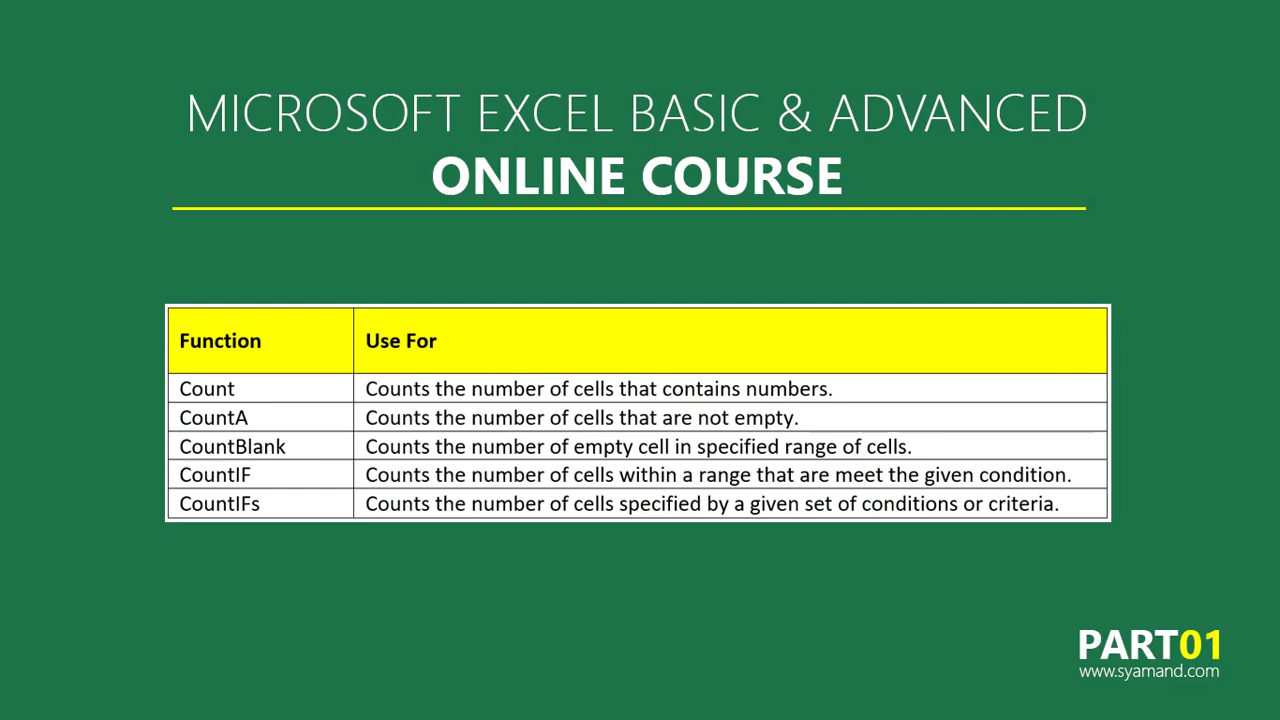 MICROSOFT EXCEL BASIC & ADVANCED
ONLINE COURSE
Function Use For
Count Counts the number of cells that contains numbers.
CountA Counts the number of cells that are not empty.
CountBlank Counts the number of empty cell in specified range of cells.
CountIF Counts the number of cells within a range that are meet the given condition.
CountIFs Counts the number of cells specified by a given set of conditions or criteria.
PART01
www.syamand.com